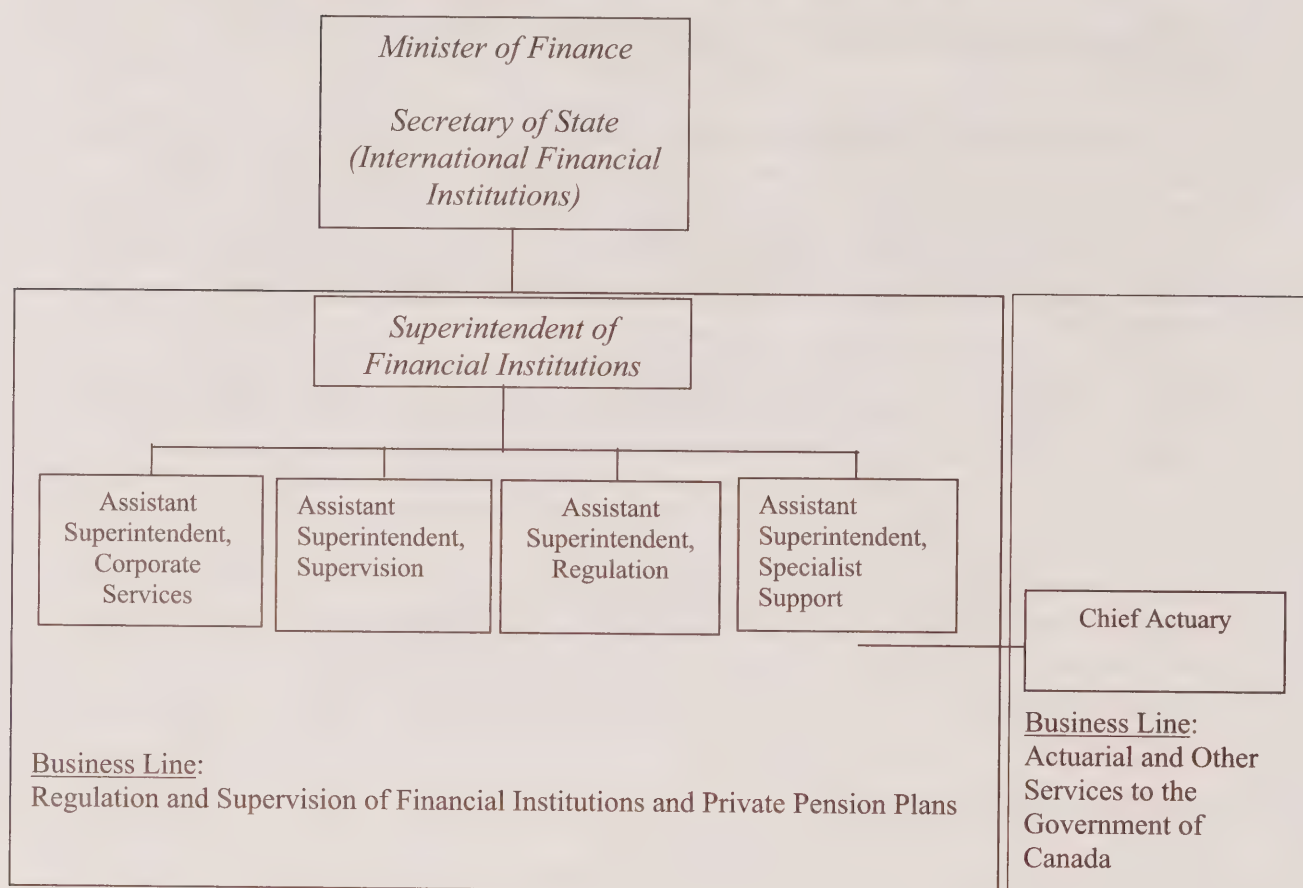 Minister of Finance
Secretary of State
(International Financial
Institutions)
Superintendent of
Financial Institutions
Assistant
Superintendent,
Corporate
Services
Assistant
Superintendent,
Supervision
Assistant
Superintendent,
Regulation
Assistant
Superintendent,
Specialist
Support
Chief Actuary
Business Line:
Regulation and Supervision of Financial Institutions and Private Pension Plans
Business Line:
Actuarial and Other
Services to the
Government of
Canada